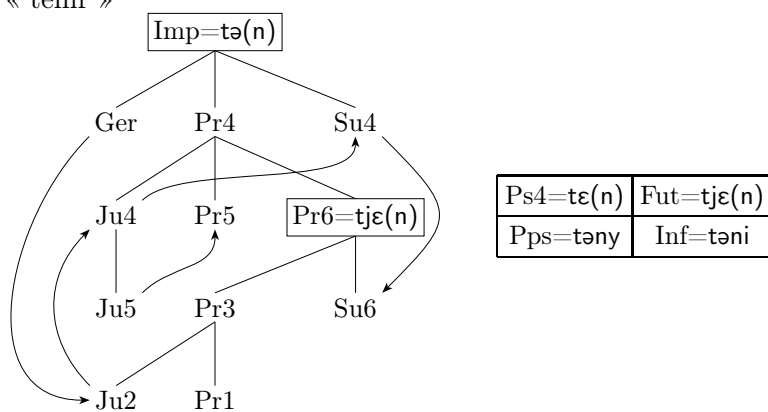 « tenir »
Imp=tə(n)
Ger Pr4 Su4
Ju4 Pr5 Pr6=tjɛ(n)
Ju5 Pr3 Su6
Ju2 Pr1
Ps4=tɛ(n) Fut=tjɛ(n)
Pps=təny Inf=təni